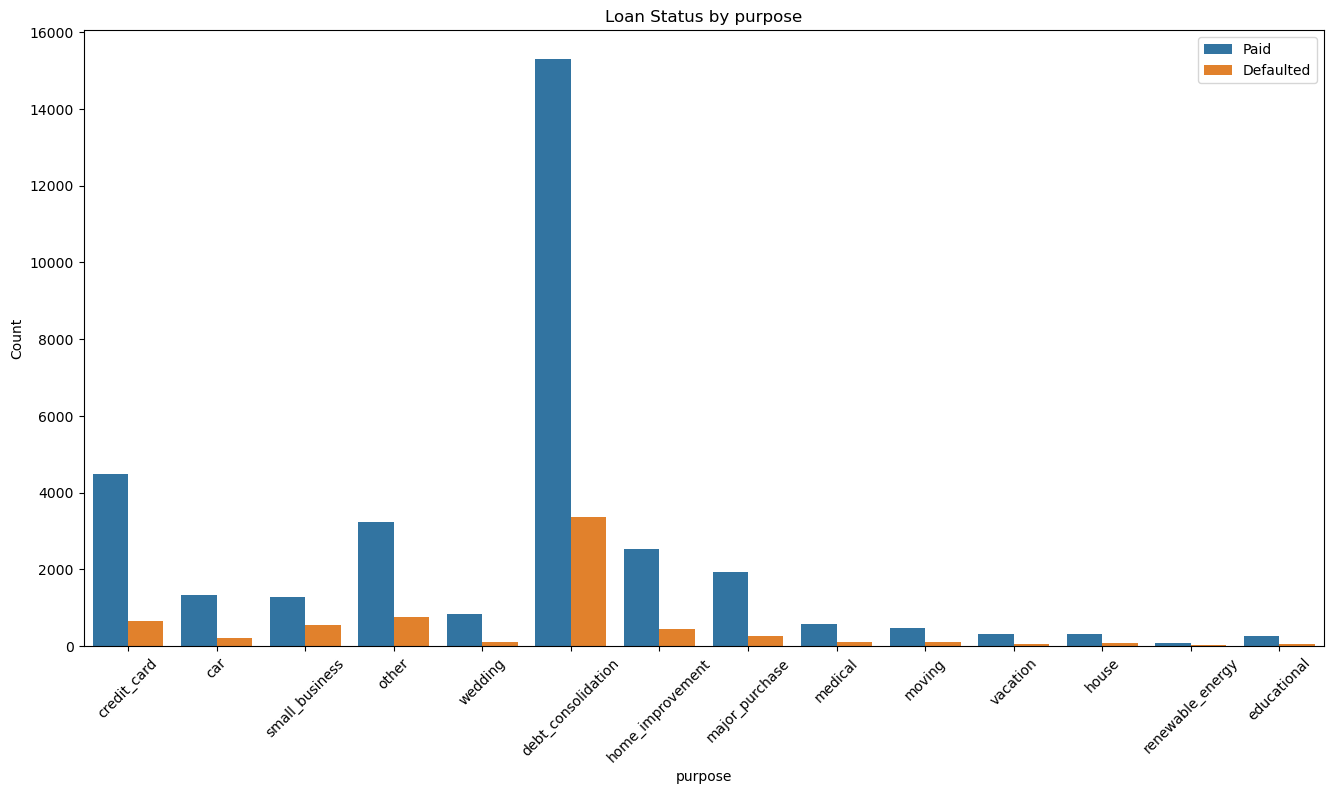 Loan Status by purpose
Paid
Defaulted
16000
14000
12000
10000
8000
6000
4000
2000
0
Count
credit_card
car
small_business
other
wedding
debt_consolidation
home_improvement
major_purchase
medical
moving
vacation
house
renewable_energy
educational
purpose